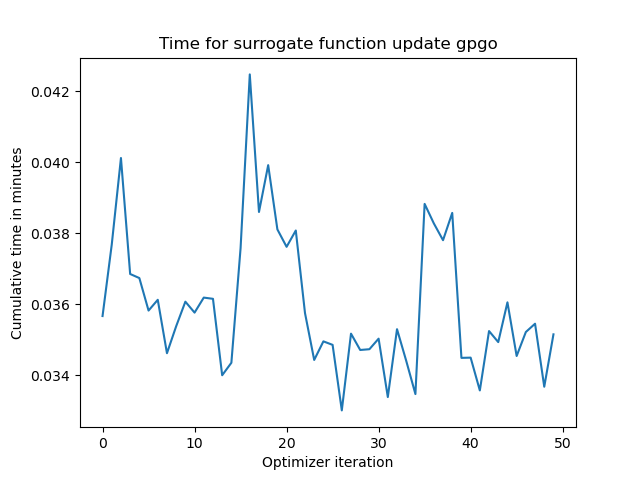 Time for surrogate function update gpgo
Cumulative time in minutes
0.042
0.040
0.038
0.036
0.034
0 10 20 30 40 50
Optimizer iteration